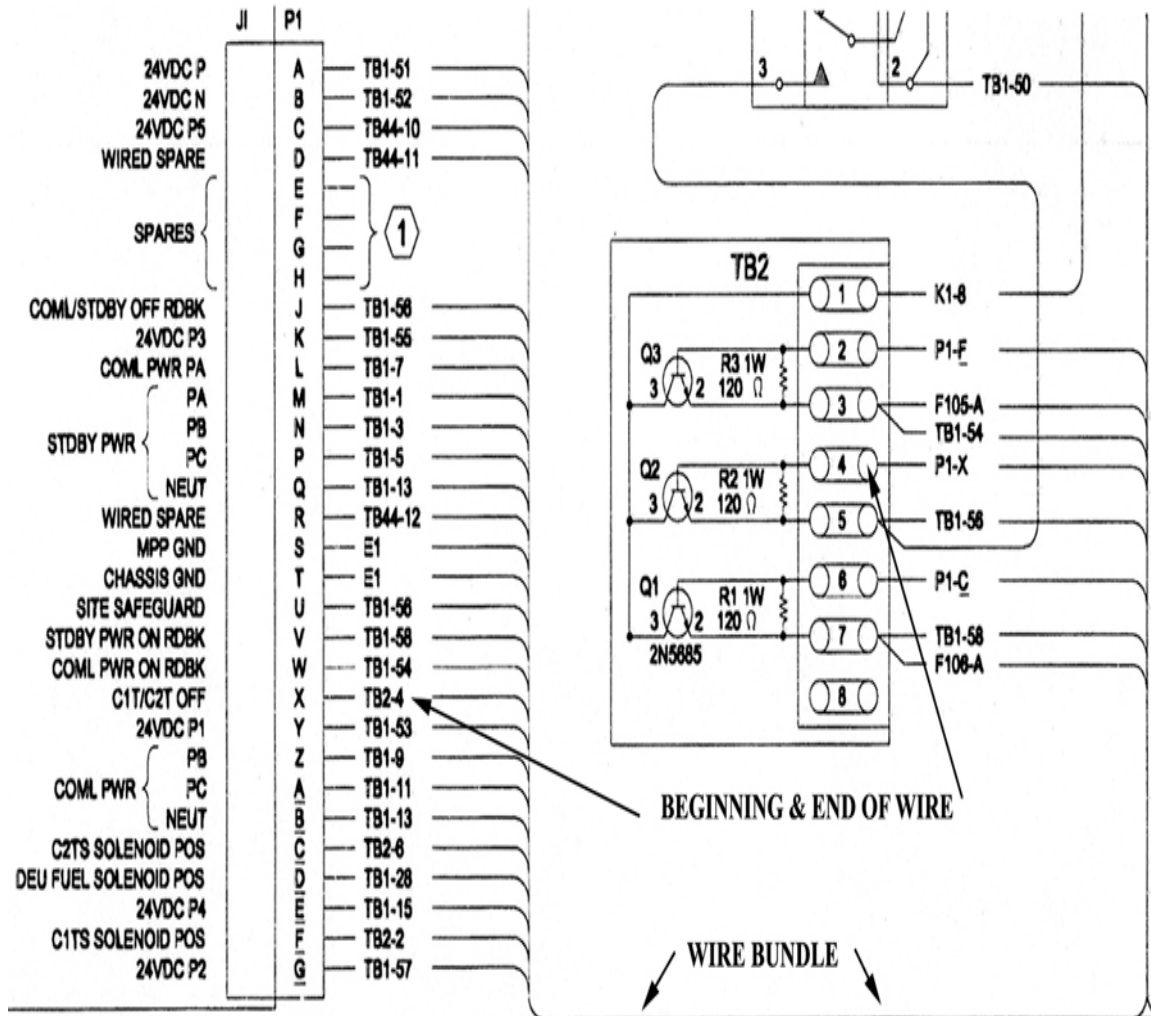 JI P1
24VDC P A TB1-51
24VDC N B TB1-52
24VDC P5 C TB44-10
WIRED SPARE D TB44-11
E
F
SPARES 1
G
H
COML/STDBY OFF RDBK J TB1-56
24VDC P3 K TB1-55
COML PWR PA L TB1-7
PA M TB1-1
STDBY PWR PB N TB1-3
PC P TB1-5
NEUT Q TB1-13
WIRED SPARE R TB44-12
MPP GND S E1
CHASSIS GND T E1
SITE SAFEGUARD U TB1-56
STDBY PWR ON RDBK V TB1-58
COML PWR ON RDBK W TB1-54
C1T/C2T OFF X TB2-4
24VDC P1 Y TB1-53
PB Z TB1-9
COML PWR PC A TB1-11
NEUT B TB1-13
C2TS SOLENOID POS C TB2-6
DEU FUEL SOLENOID POS D TB1-28
24VDC P4 E TB1-15
C1TS SOLENOID POS F TB2-2
24VDC P2 G TB1-57
3 2 TB1-50
TB2
1 K1-8
Q3 R3 1W 2 P1-F
3 2 120 Ω 3 F105-A
TB1-54
Q2 R2 1W 4 P1-X
3 2 120 Ω 5 TB1-56
Q1 R1 1W 6 P1-C
3 2 120 Ω 7 TB1-58
2N5685 F106-A
8
BEGINNING & END OF WIRE
WIRE BUNDLE